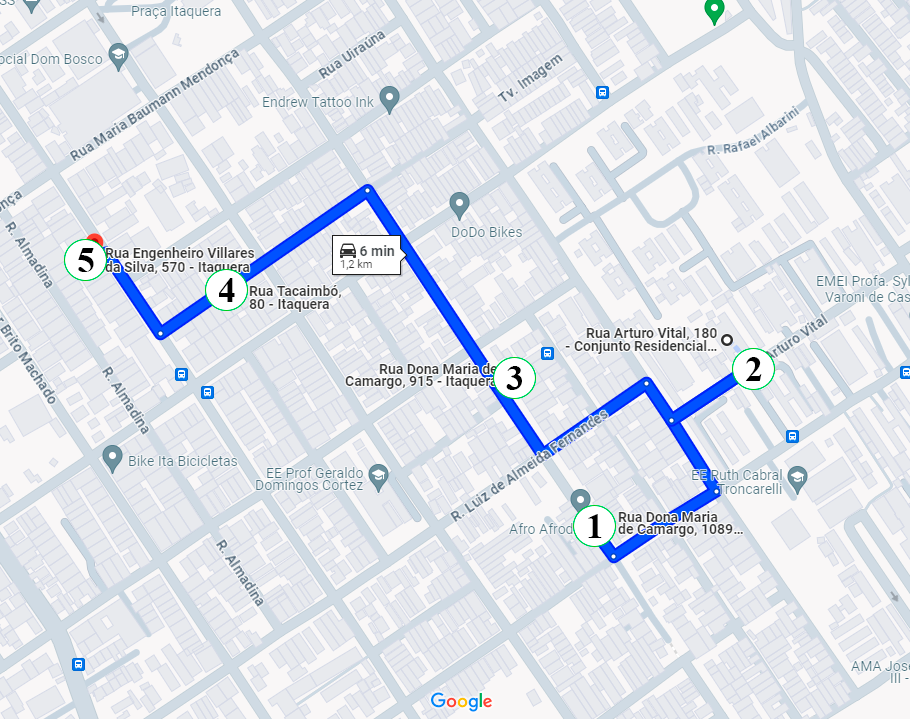 SS
Praça Itaquera
ocial Dom Bosco
Rua Uiraúna
Rua Maria Baumann Mendonça
Endrew Tattoo Ink
Tv. Imagem
R. Rafael Albarini
nça
R. Almadina
DoDo Bikes
6 min
1,2 km
5
Rua Engenheiro Villares
da Silva, 570 - Itaquera
4
Rua Tacaimbó,
80 - Itaquera
EMEI Profa. Syl
Varoni de Cas
r Brito Machado
Rua Arturo Vital, 180
- Conjunto Residencial...
Arturo Vital
2
Rua Dona Maria de
Camargo, 915 - Itaquera
3
R. Almadina
R. Luiz de Almeida Fernandes
Bike Ita Bicicletas
EE Prof Geraldo
Domingos Cortez
EE Ruth Cabral
Troncarelli
Afro Afrod
1
Rua Dona Maria
de Camargo, 1089...
R. Almadina
AMA José
III -
Google